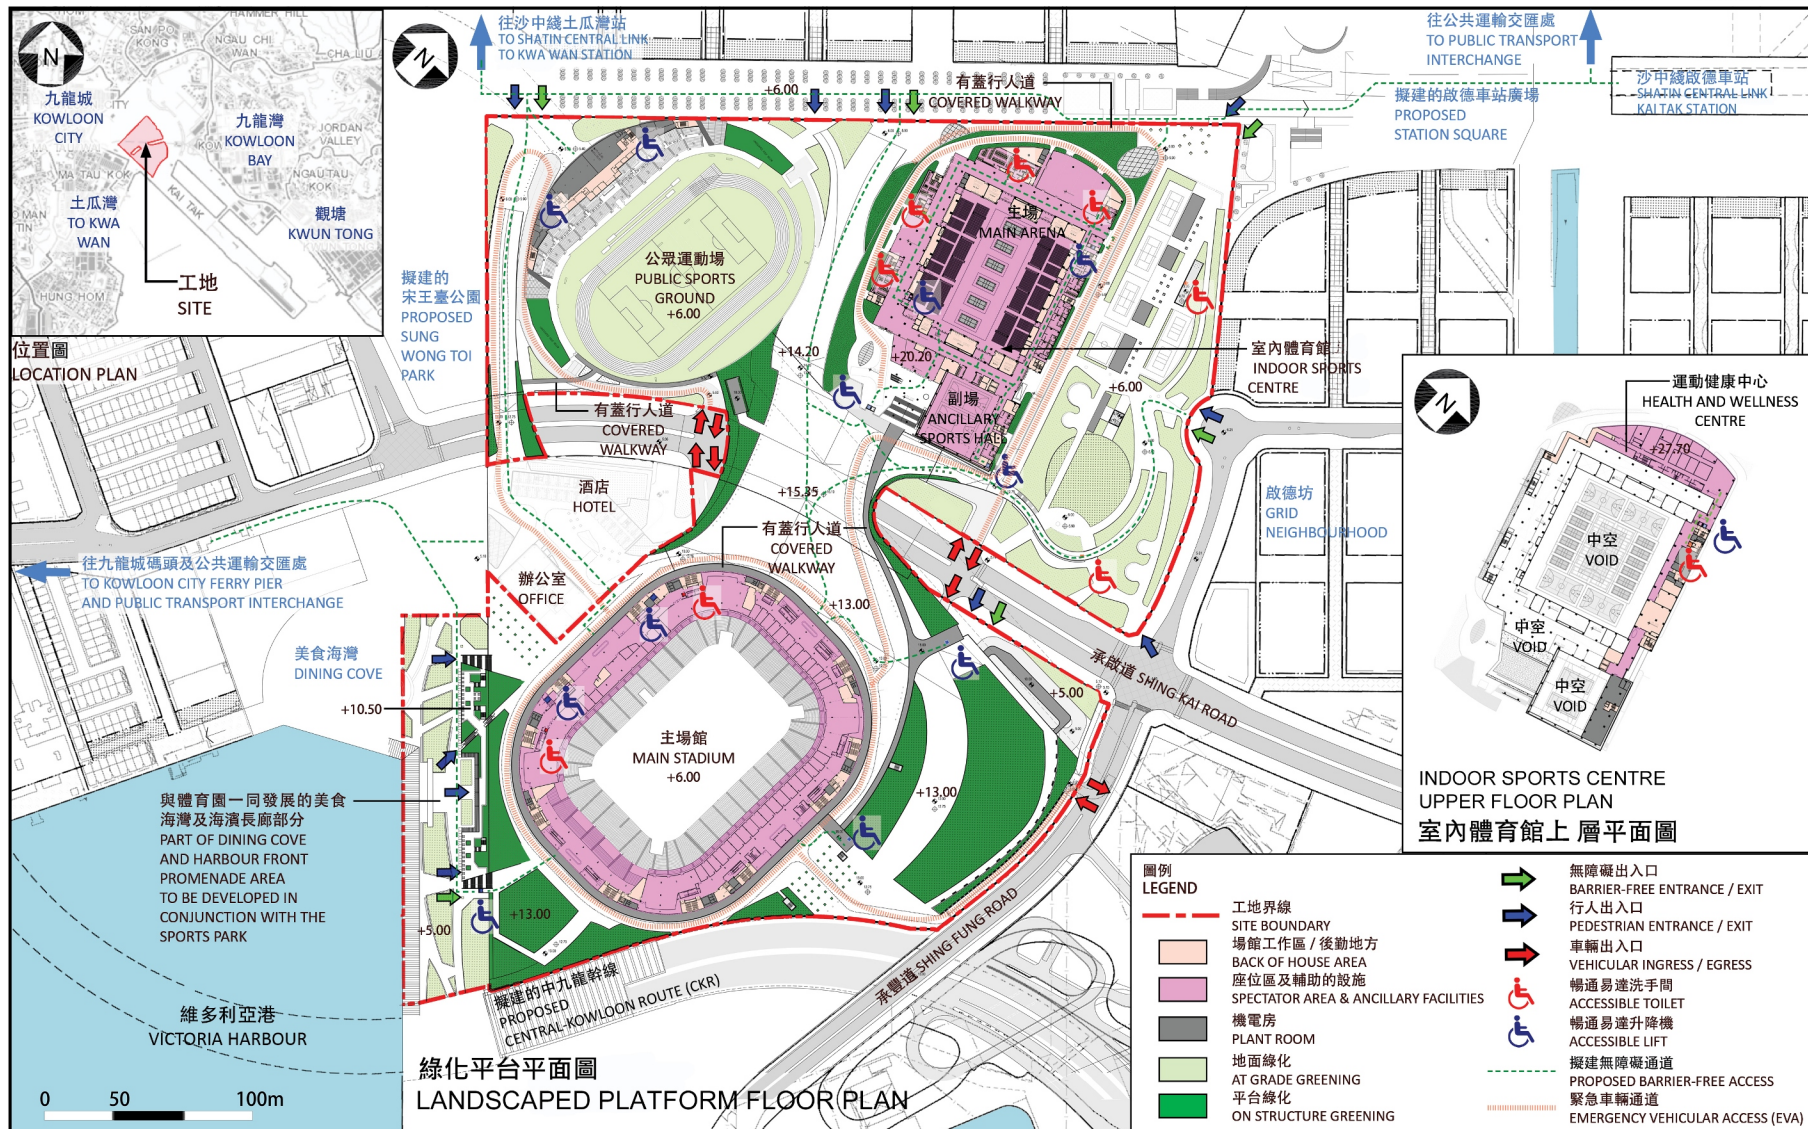 往沙中綫土瓜灣站
TO SHATIN CENTRAL LINK
TO KWA WAN STATION
往公共運輸交匯處
TO PUBLIC TRANSPORT
INTERCHANGE
沙中綫啟德車站
SHATIN CENTRAL LINK
KAI TAK STATION
擬建的啟德車站廣場
PROPOSED
STATION SQUARE
有蓋行人道
COVERED WALKWAY
+6.00
N
N
SAN PO
KONG
HAMMER HILL
NGAU CHI
WAN
CHA LIU
九龍城
KOWLOON
CITY
九龍灣
KOWLOON
BAY
JORDAN
VALLEY
MA TAU KOK
NGAU TAU
KOK
土瓜灣
TO KWA
WAN
KAI TAK
觀塘
KWUN TONG
HUNG HOM
工地
SITE
位置圖
LOCATION PLAN
擬建的
宋王臺公園
PROPOSED
SUNG
WONG TOI
PARK
公眾運動場
PUBLIC SPORTS
GROUND
+6.00
主場
MAIN ARENA
+14.20
+20.20
室內體育館
INDOOR SPORTS
CENTRE
+6.00
副場
ANCILLARY
SPORTS HALL
有蓋行人道
COVERED
WALKWAY
酒店
HOTEL
+15.35
有蓋行人道
COVERED
WALKWAY
啟德坊
GRID
NEIGHBOURHOOD
往九龍城碼頭及公共運輸交匯處
TO KOWLOON CITY FERRY PIER
AND PUBLIC TRANSPORT INTERCHANGE
辦公室
OFFICE
+13.00
美食海灣
DINING COVE
+10.50
承啟道 SHING KAI ROAD
+5.00
主場館
MAIN STADIUM
+6.00
+13.00
與體育園一同發展的美食
海灣及海濱長廊部分
PART OF DINING COVE
AND HARBOUR FRONT
PROMENADE AREA
TO BE DEVELOPED IN
CONJUNCTION WITH THE
SPORTS PARK
+13.00
+5.00
承豐道 SHING FUNG ROAD
擬建的中九龍幹線
PROPOSED
CENTRAL-KOWLOON ROUTE (CKR)
維多利亞港
VICTORIA HARBOUR
0 50 100m
綠化平台平面圖
LANDSCAPED PLATFORM FLOOR PLAN
N
運動健康中心
HEALTH AND WELLNESS
CENTRE
+27.70
中空
VOID
中空
VOID
中空
VOID
INDOOR SPORTS CENTRE
UPPER FLOOR PLAN
室內體育館上 層平面圖
圖例
LEGEND
工地界線
SITE BOUNDARY
場館工作區 / 後勤地方
BACK OF HOUSE AREA
座位區及輔助的設施
SPECTATOR AREA & ANCILLARY FACILITIES
機電房
PLANT ROOM
地面綠化
AT GRADE GREENING
平台綠化
ON STRUCTURE GREENING
無障礙出入口
BARRIER-FREE ENTRANCE / EXIT
行人出入口
PEDESTRIAN ENTRANCE / EXIT
車輛出入口
VEHICULAR INGRESS / EGRESS
暢通易達洗手間
ACCESSIBLE TOILET
暢通易達升降機
ACCESSIBLE LIFT
擬建無障礙通道
PROPOSED BARRIER-FREE ACCESS
緊急車輛通道
EMERGENCY VEHICULAR ACCESS (EVA)